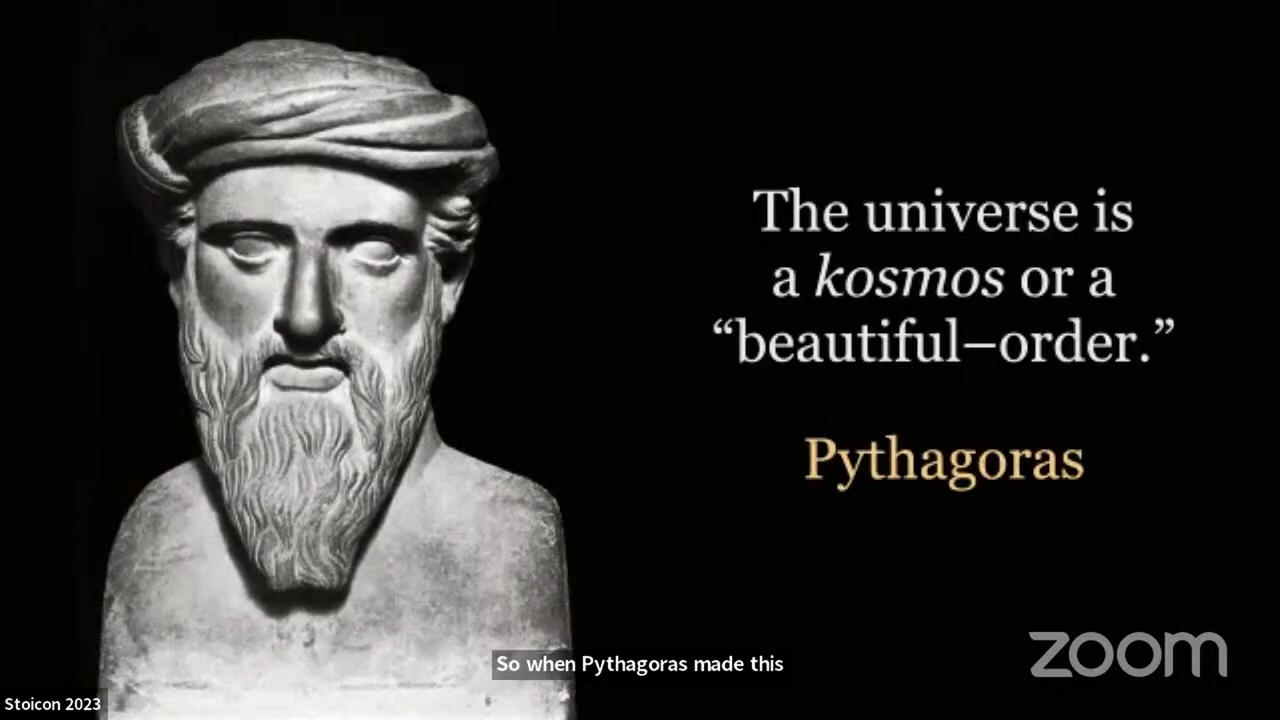 The universe is
a kosmos or a
“beautiful–order.”
Pythagoras
So when Pythagoras made this
zoom
Stoicon 2023